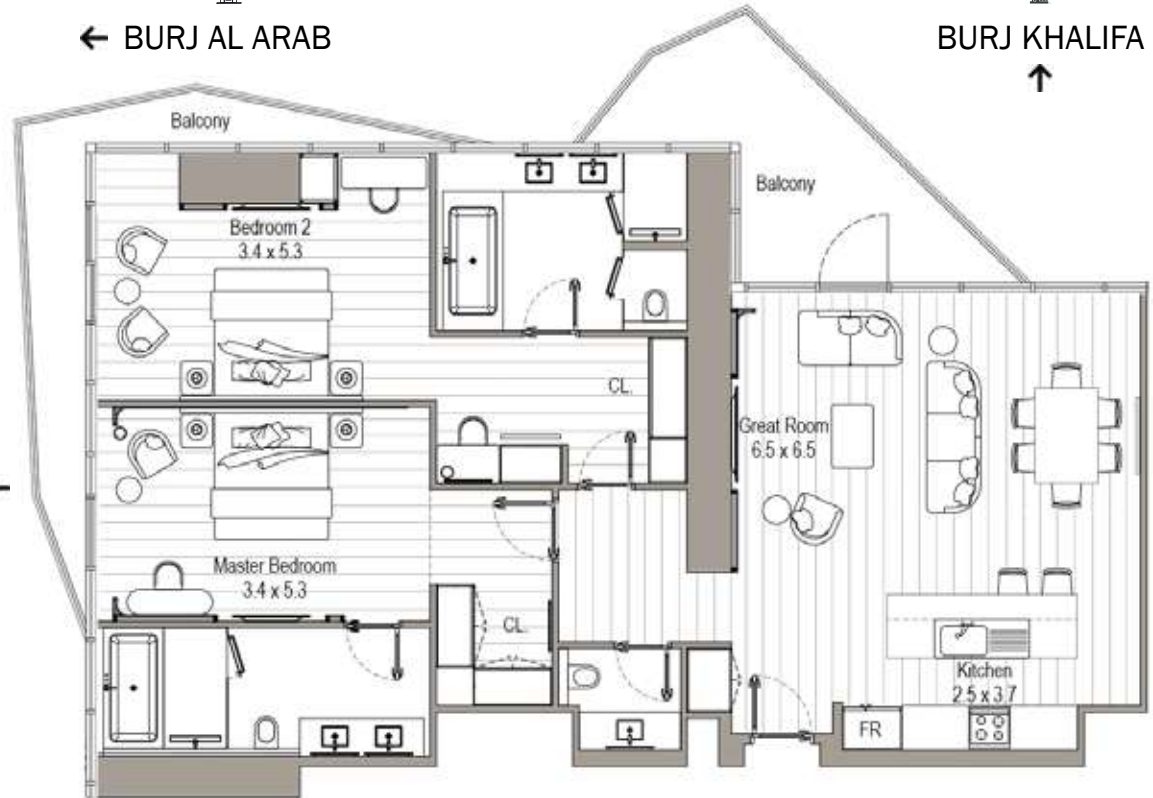 ← BURJ AL ARAB
BURJ KHALIFA
↑
Balcony
Balcony
Bedroom 2
3.4 x 5.3
CL.
Great Room
6.5 x 6.5
Master Bedroom
3.4 x 5.3
CL.
Kitchen
2.5 x 3.7
FR